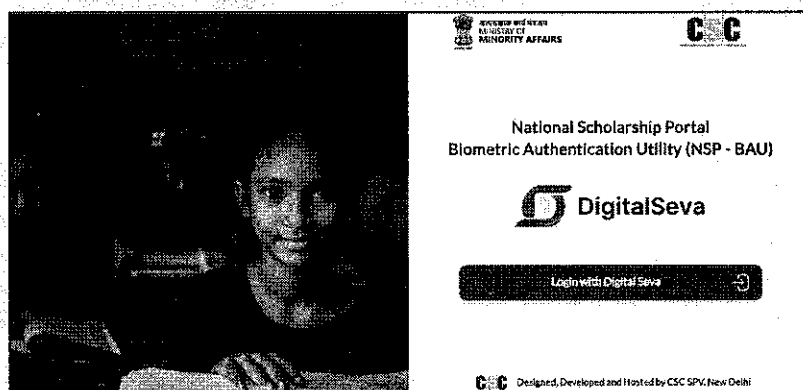 MINISTRY OF
MINORITY AFFAIRS
CSC
National Scholarship Portal
Biometric Authentication Utility (NSP - BAU)
DigitalSeva
Login with Digital Seva
CSC Designed, Developed and Hosted by CSC SPV. New Delhi